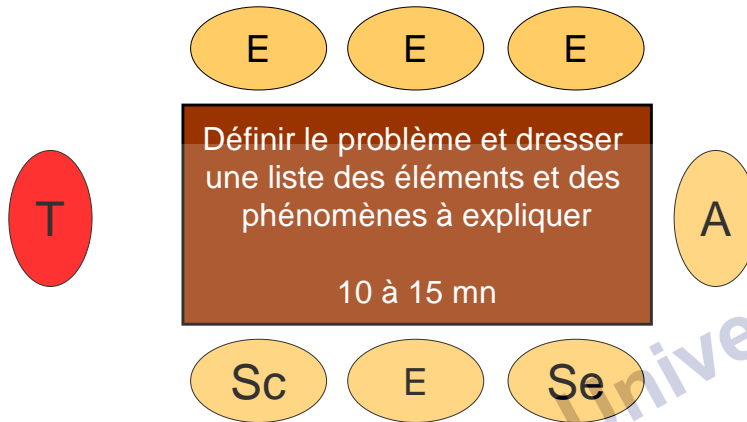 E E E
Définir le problème et dresser
une liste des éléments et des
phénomènes à expliquer
T
A
10 à 15 mn
Sc E Se